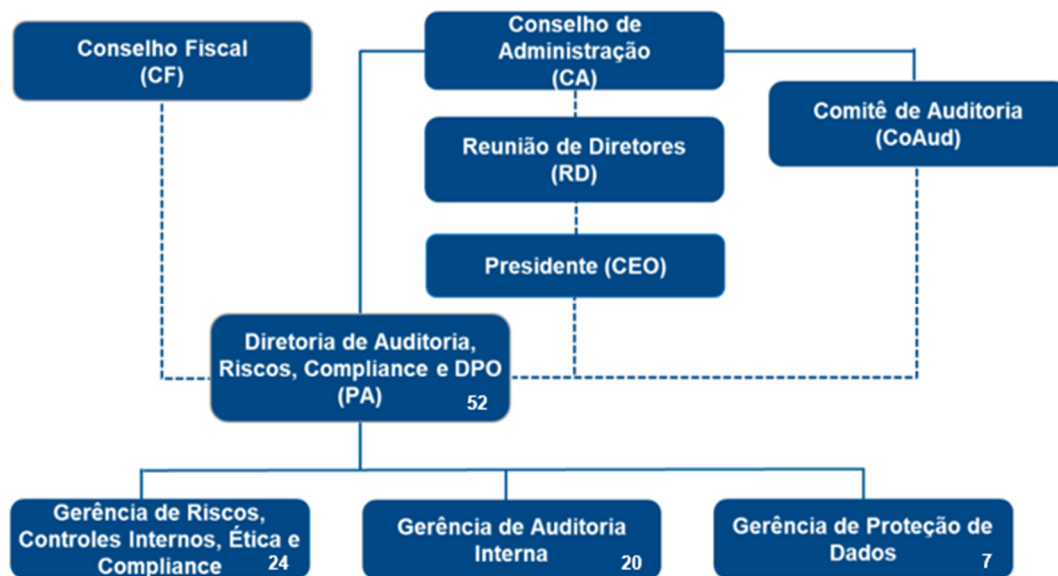 Conselho Fiscal
(CF)
Conselho de
Administração
(CA)
Comitê de Auditoria
(CoAud)
Reunião de Diretores
(RD)
Presidente (CEO)
Diretoria de Auditoria,
Riscos, Compliance e DPO
(PA)
52
Gerência de Riscos,
Controles Internos, Ética e
Compliance
24
Gerência de Auditoria
Interna
20
Gerência de Proteção de
Dados
7